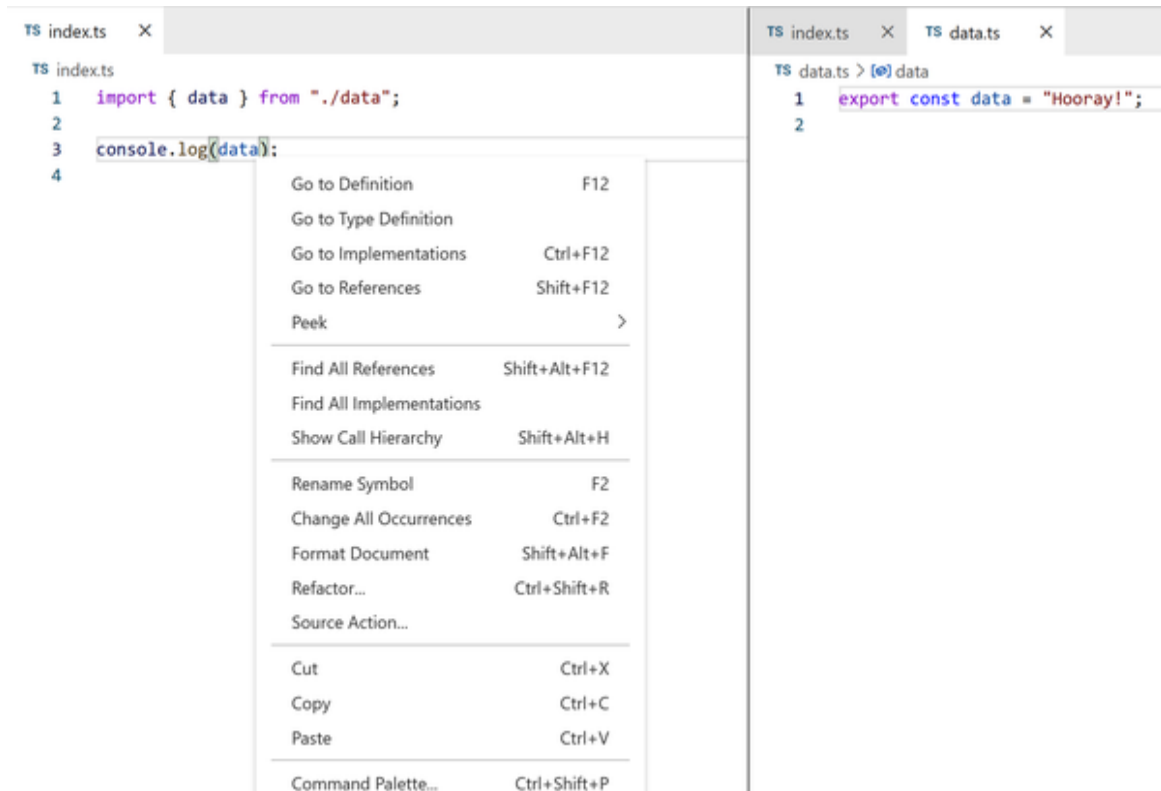 TS index.ts ×
TS index.ts
1 import { data } from "./data";
2
3 console.log(data);
4
Go to Definition F12
Go to Type Definition
Go to Implementations Ctrl+F12
Go to References Shift+F12
Peek >
Find All References Shift+Alt+F12
Find All Implementations
Show Call Hierarchy Shift+Alt+H
Rename Symbol F2
Change All Occurrences Ctrl+F2
Format Document Shift+Alt+F
Refactor... Ctrl+Shift+R
Source Action...
Cut Ctrl+X
Copy Ctrl+C
Paste Ctrl+V
Command Palette... Ctrl+Shift+P
TS index.ts × TS data.ts ×
TS data.ts > data
1 export const data = "Hooray!";
2